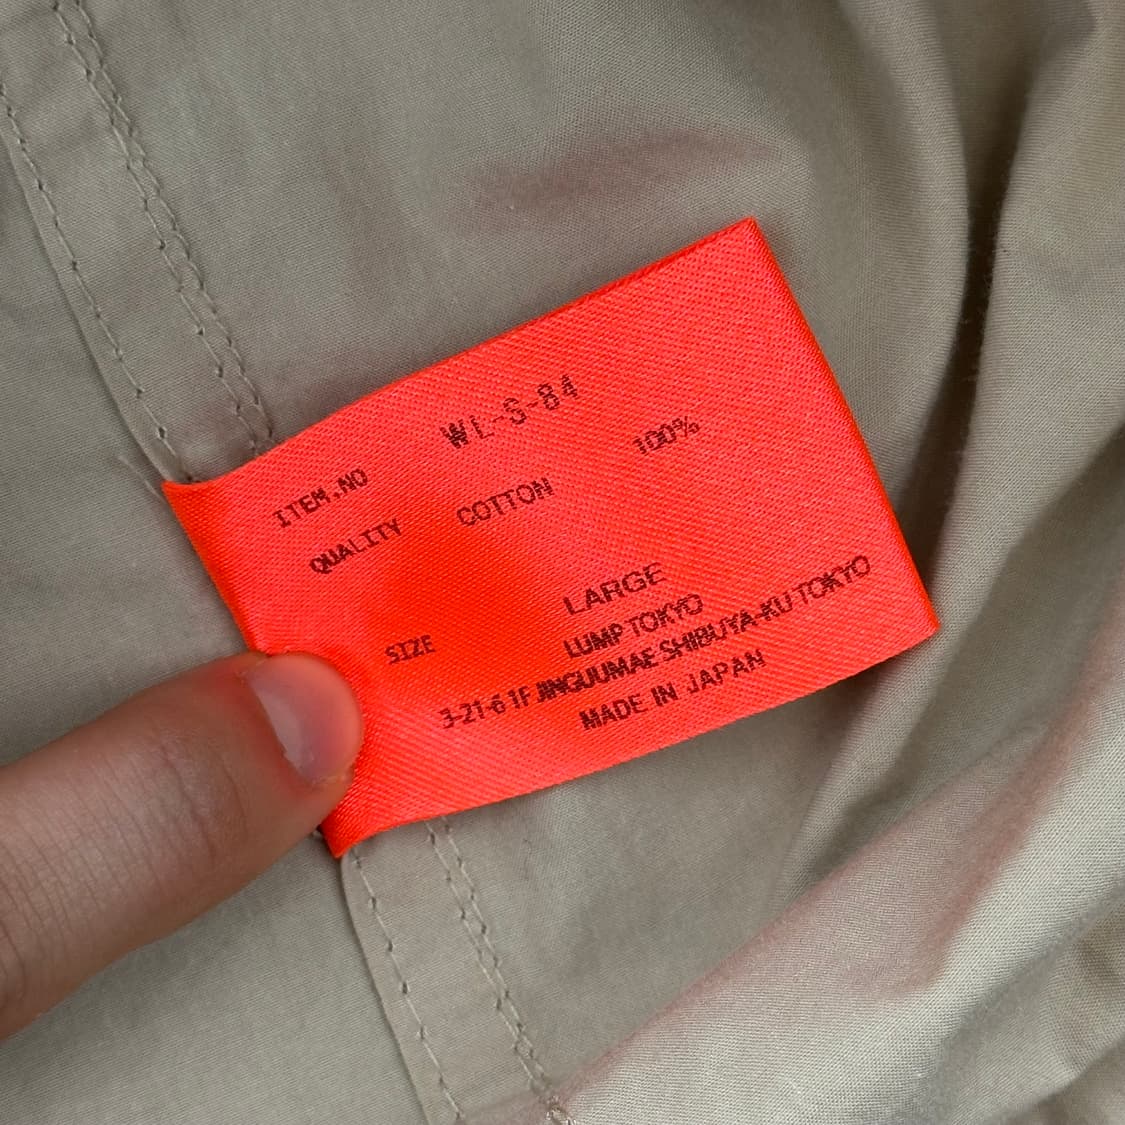 ITEM.NO WL-S-84
QUALITY COTTON 100%
SIZE LARGE
LUMP TOKYO
3-21-6 1F JINGUUMAE SHIBUYA-KU TOKYO
MADE IN JAPAN